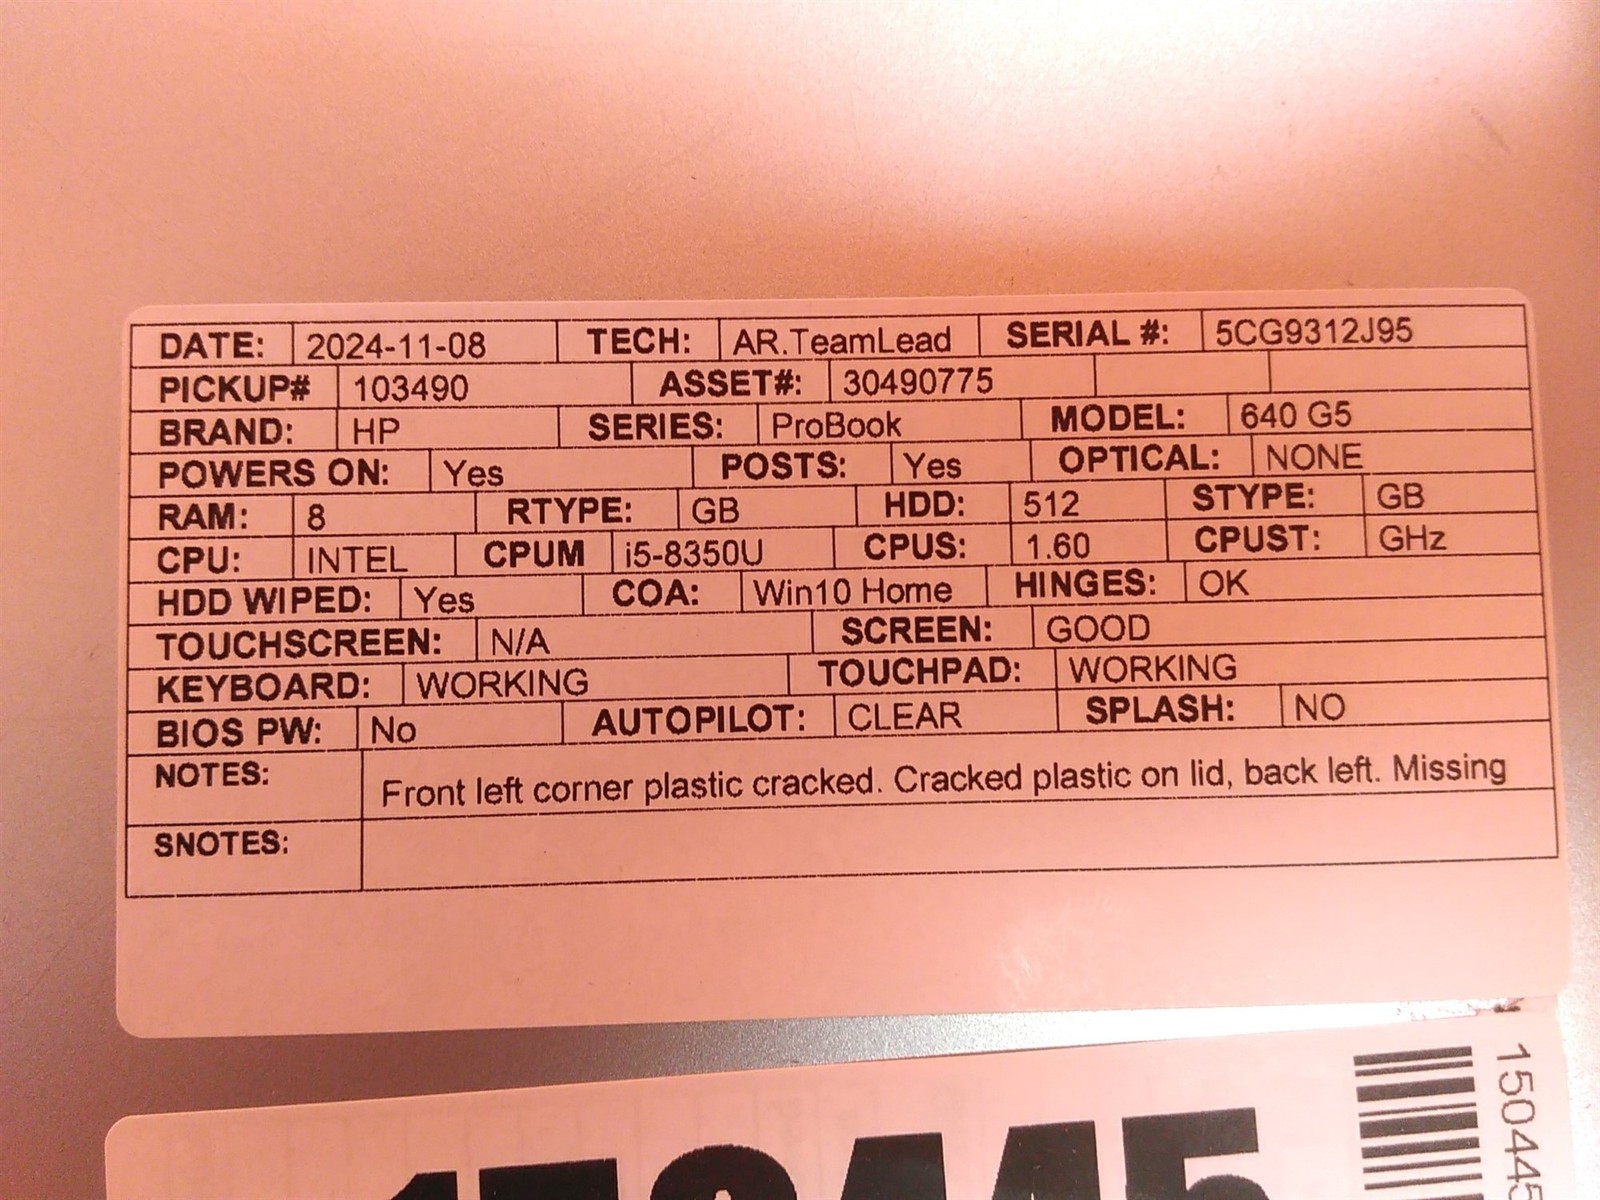 DATE: 2024-11-08 TECH: AR.TeamLead SERIAL #: 5CG9312J95
PICKUP# 103490 ASSET#: 30490775
BRAND: HP SERIES: ProBook MODEL: 640 G5
POWERS ON: Yes POSTS: Yes OPTICAL: NONE
RAM: 8 RTYPE: GB HDD: 512 STYPE: GB
CPU: INTEL CPUM i5-8350U CPUS: 1.60 CPUST: GHz
HDD WIPED: Yes COA: Win10 Home HINGES: OK
TOUCHSCREEN: N/A SCREEN: GOOD
KEYBOARD: WORKING TOUCHPAD: WORKING
BIOS PW: No AUTOPILOT: CLEAR SPLASH: NO
NOTES: Front left corner plastic cracked. Cracked plastic on lid, back left. Missing
SNOTES:
150445